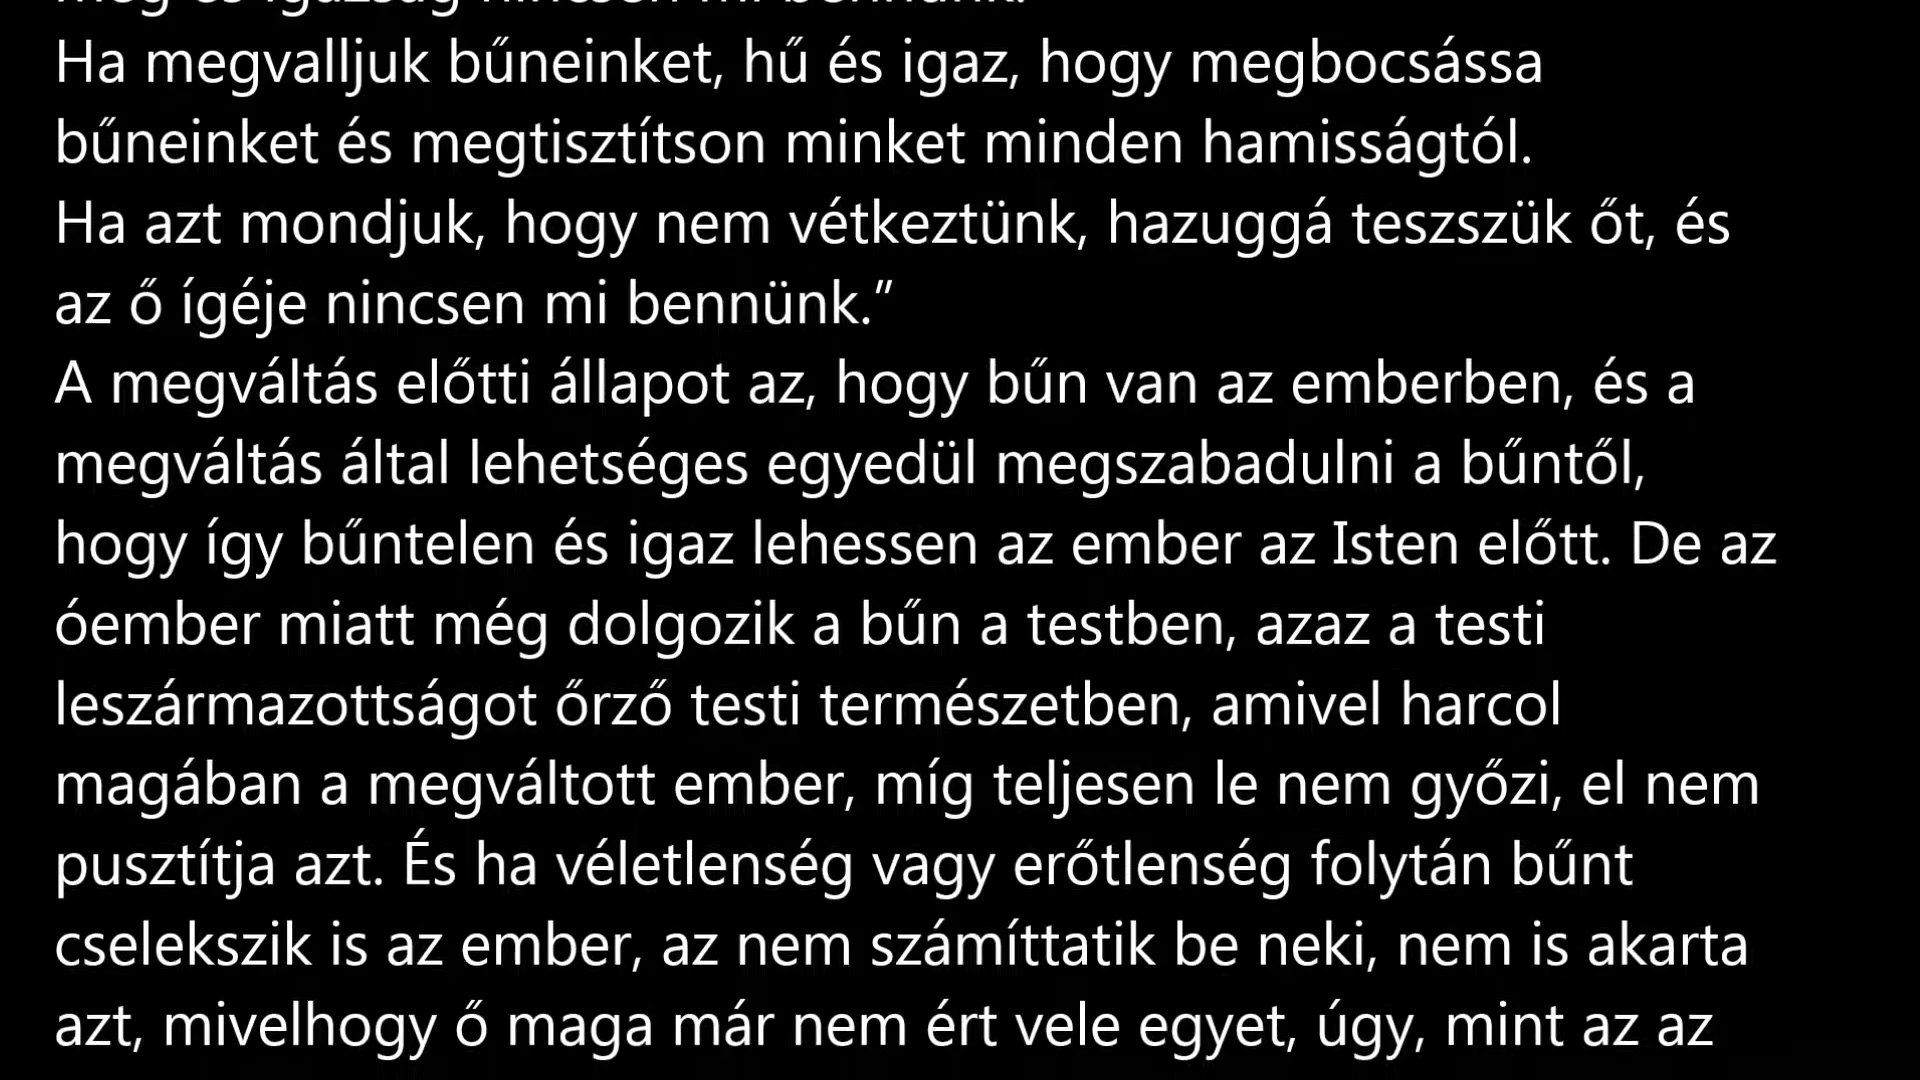 meg és igazság nincsen mi bennünk.
Ha megvalljuk bűneinket, hű és igaz, hogy megbocsássa
bűneinket és megtisztítson minket minden hamisságtól.
Ha azt mondjuk, hogy nem vétkeztünk, hazuggá teszszük őt, és
az ő ígéje nincsen mi bennünk.”
A megváltás előtti állapot az, hogy bűn van az emberben, és a
megváltás által lehetséges egyedül megszabadulni a bűntől,
hogy így bűntelen és igaz lehessen az ember az Isten előtt. De az
óember miatt még dolgozik a bűn a testben, azaz a testi
leszármazottságot őrző testi természetben, amivel harcol
magában a megváltott ember, míg teljesen le nem győzi, el nem
pusztítja azt. És ha véletlenség vagy erőtlenség folytán bűnt
cselekszik is az ember, az nem számíttatik be neki, nem is akarta
azt, mivelhogy ő maga már nem ért vele egyet, úgy, mint az az